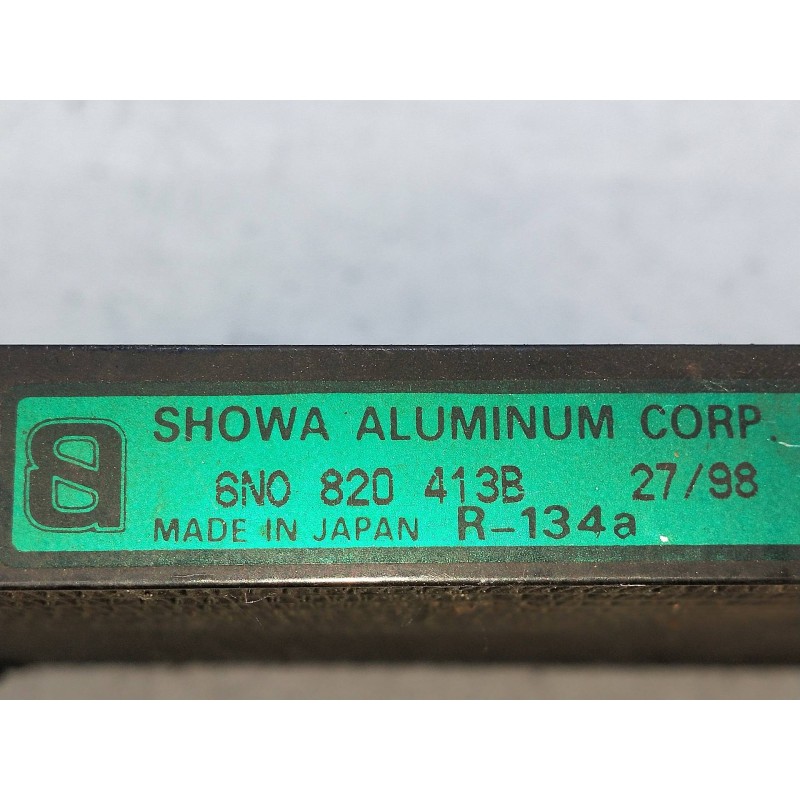 SHOWA ALUMINUM CORP.
6N0 820 413B 27/98
MADE IN JAPAN R-134a